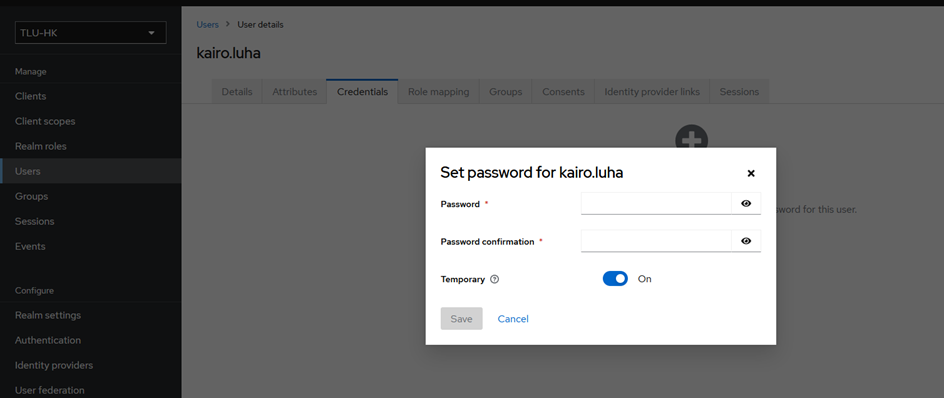 TLU-HK
Manage
Clients
Client scopes
Realm roles
Users
Groups
Sessions
Events
Configure
Realm settings
Authentication
Identity providers
User federation
Users > User details
kairo.luha
Details Attributes Credentials Role mapping Groups Consents Identity provider links Sessions
for this user.
Set password for kairo.luha
Password *
Password confirmation *
Temporary
On
Save Cancel